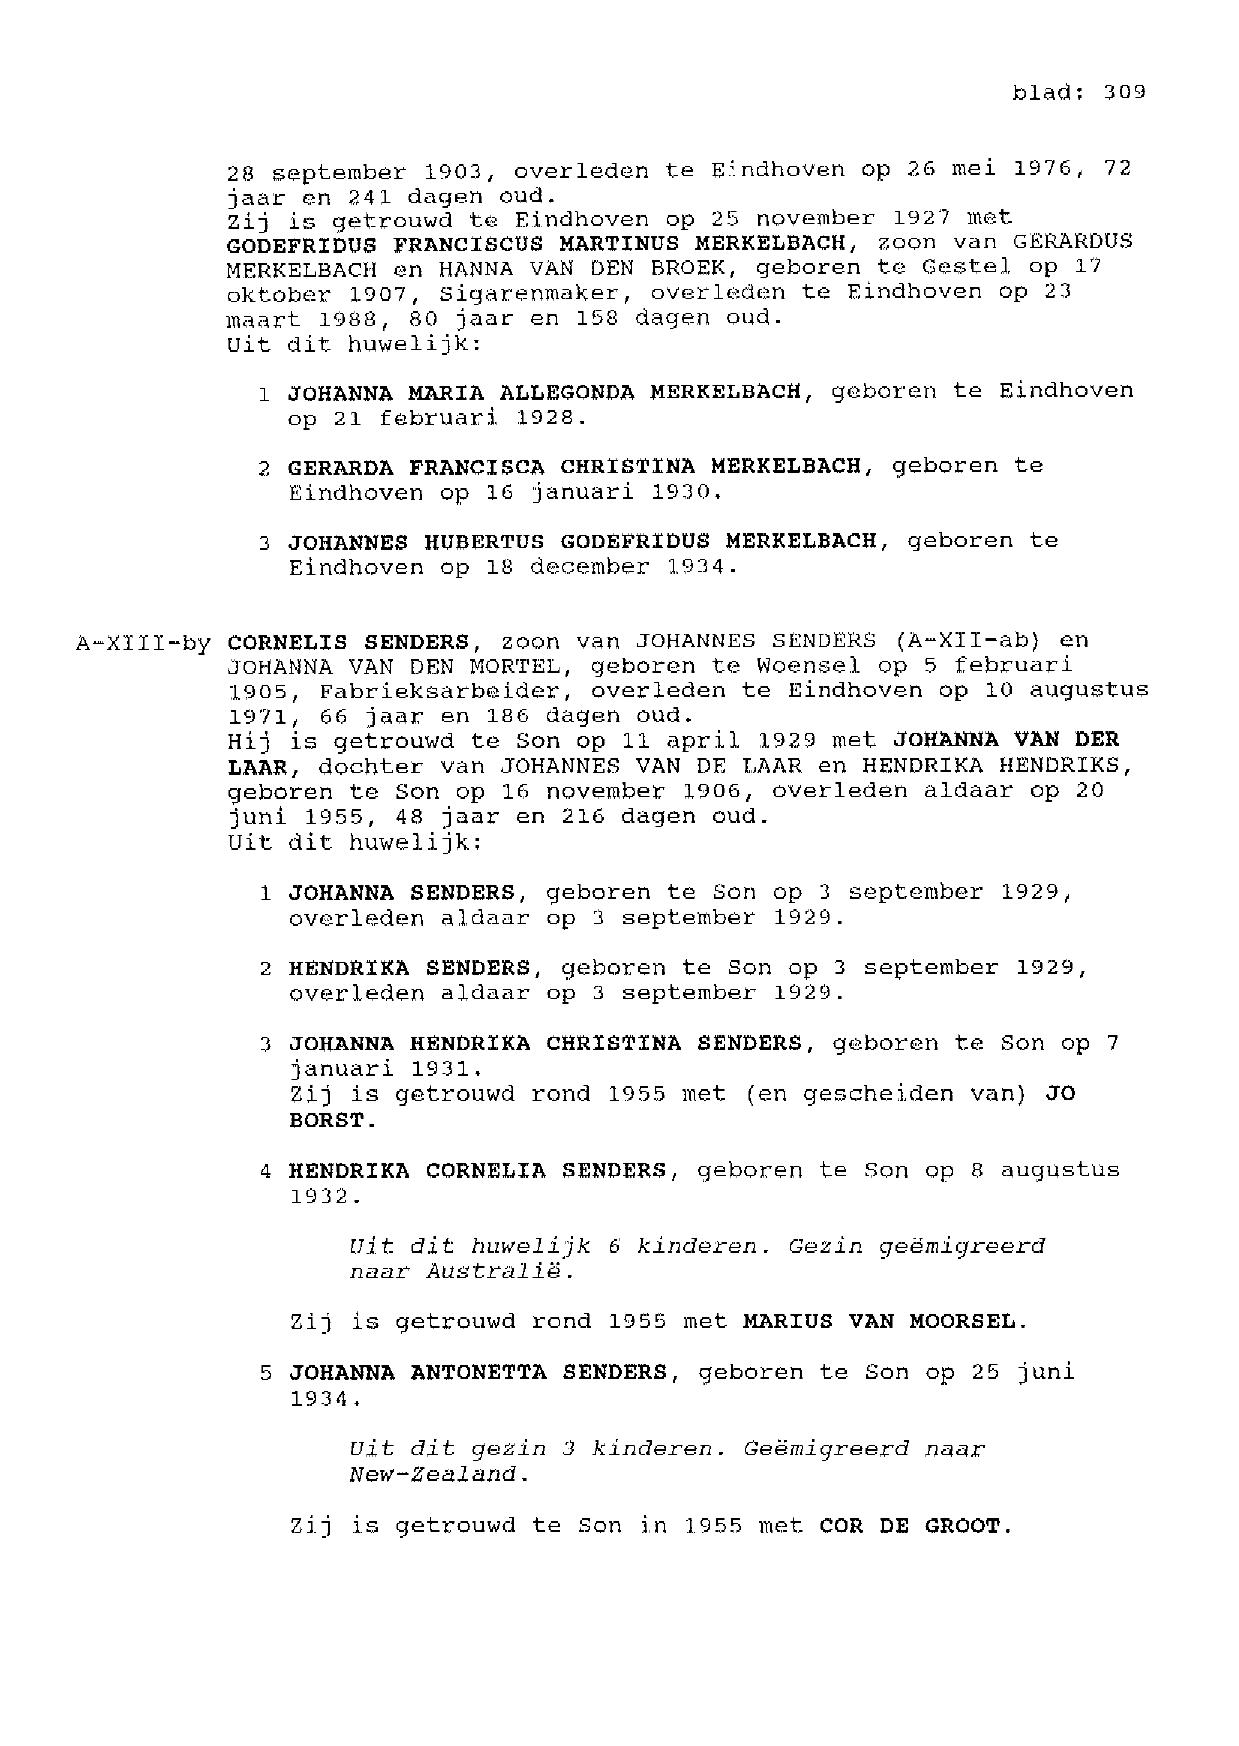 blad: 309
28 september 1903, overleden te Eindhoven op 26 mei 1976, 72
jaar en 241 dagen oud.
Zij is getrouwd te Eindhoven op 25 november 1927 met
GODEFRIDUS FRANCISCUS MARTINUS MERKELBACH, zoon van GERARDUS
MERKELBACH en HANNA VAN DEN BROEK, geboren te Gestel op 17
oktober 1907, Sigarenmaker, overleden te Eindhoven op 23
maart 1988, 80 jaar en 158 dagen oud.
Uit dit huwelijk:
1 JOHANNA MARIA ALLEGONDA MERKELBACH, geboren te Eindhoven
op 21 februari 1928.
2 GERARDA FRANCISCA CHRISTINA MERKELBACH, geboren te
Eindhoven op 16 januari 1930.
3 JOHANNES HUBERTUS GODEFRIDUS MERKELBACH, geboren te
Eindhoven op 18 december 1934.
A-XIII-by CORNELIS SENDERS, zoon van JOHANNES SENDERS (A-XII-ab) en
JOHANNA VAN DEN MORTEL, geboren te Woensel op 5 februari
1905, Fabrieksarbeider, overleden te Eindhoven op 10 augustus
1971, 66 jaar en 186 dagen oud.
Hij is getrouwd te Son op 11 april 1929 met JOHANNA VAN DER
LAAR, dochter van JOHANNES VAN DE LAAR en HENDRIKA HENDRIKS,
geboren te Son op 16 november 1906, overleden aldaar op 20
juni 1955, 48 jaar en 216 dagen oud.
Uit dit huwelijk:
1 JOHANNA SENDERS, geboren te Son op 3 september 1929,
overleden aldaar op 3 september 1929.
2 HENDRIKA SENDERS, geboren te Son op 3 september 1929,
overleden aldaar op 3 september 1929.
3 JOHANNA HENDRIKA CHRISTINA SENDERS, geboren te Son op 7
januari 1931.
Zij is getrouwd rond 1955 met (en gescheiden van) JO
BORST.
4 HENDRIKA CORNELIA SENDERS, geboren te Son op 8 augustus
1932.
Uit dit huwelijk 6 kinderen. Gezin geëmigreerd
naar Australië.
Zij is getrouwd rond 1955 met MARIUS VAN MOORSEL.
5 JOHANNA ANTONETTA SENDERS, geboren te Son op 25 juni
1934.
Uit dit gezin 3 kinderen. Geëmigreerd naar
New-Zealand.
Zij is getrouwd te Son in 1955 met COR DE GROOT.